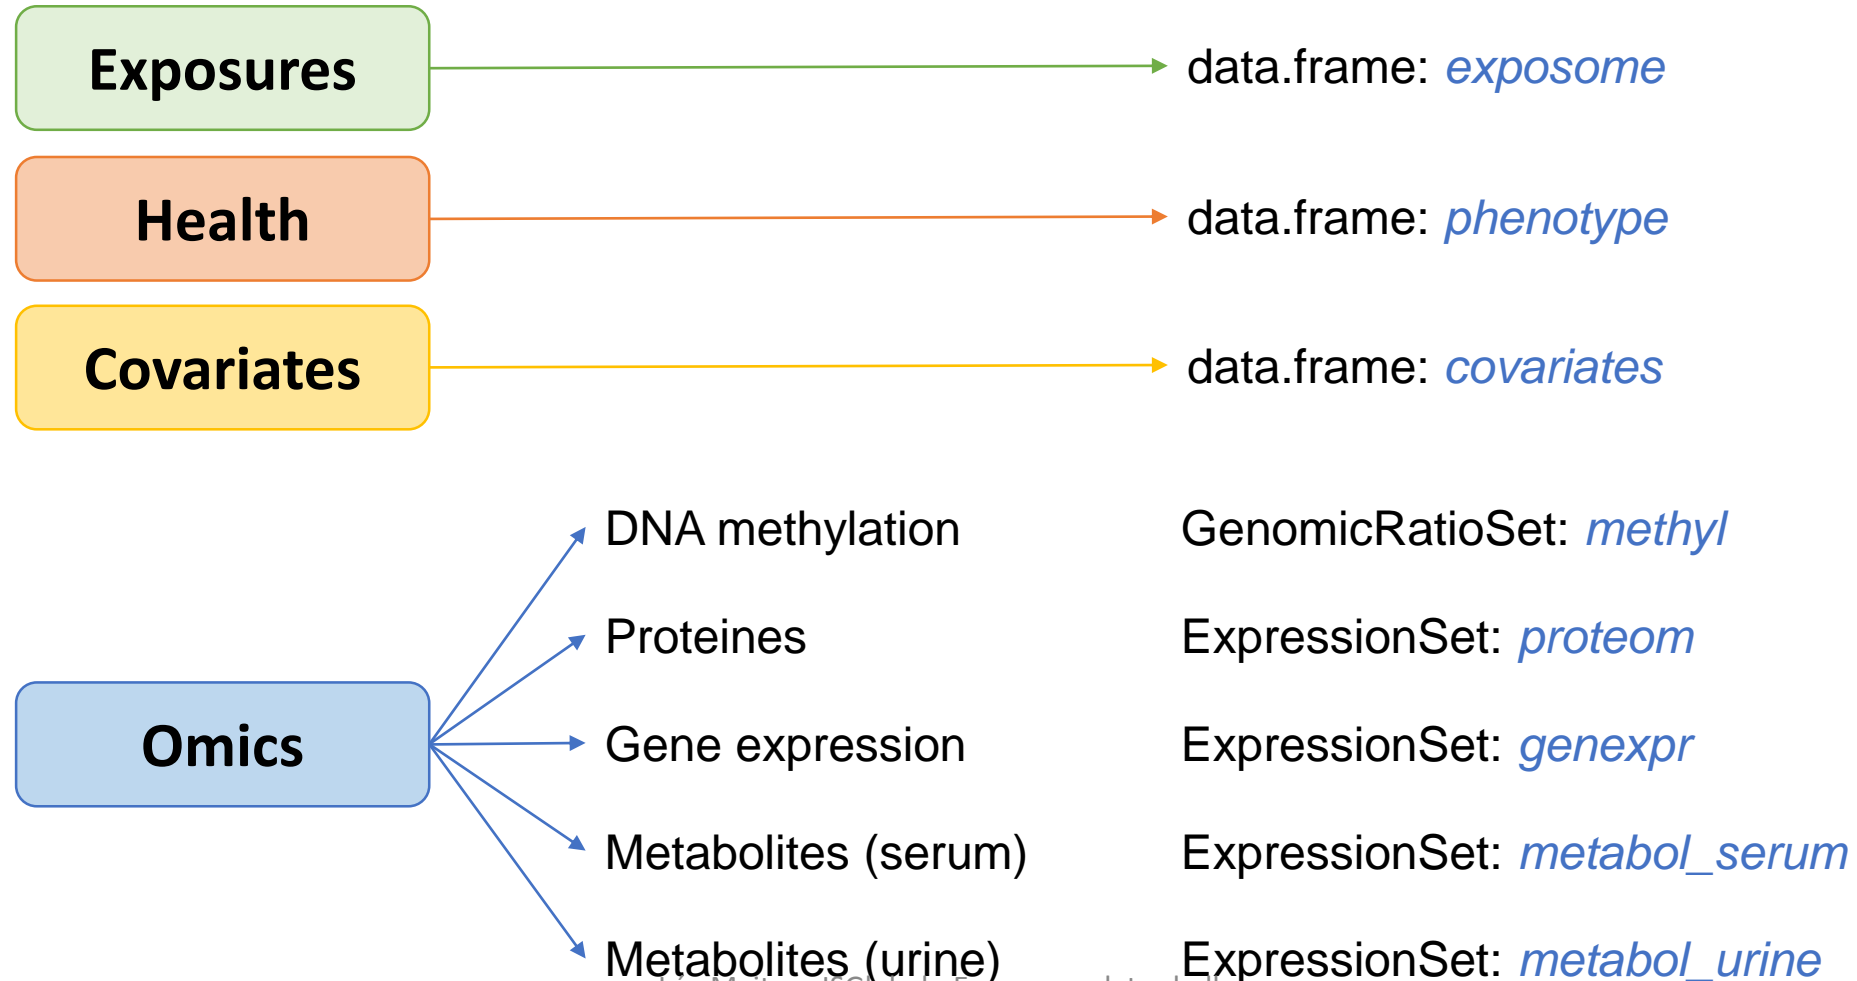 Exposures data.frame: exposome
Health data.frame: phenotype
Covariates data.frame: covariates
DNA methylation GenomicRatioSet: methyl
Proteines ExpressionSet: proteom
Omics Gene expression ExpressionSet: genexpr
Metabolites (serum) ExpressionSet: metabol_serum
Metabolites (urine) ExpressionSet: metabol_urine